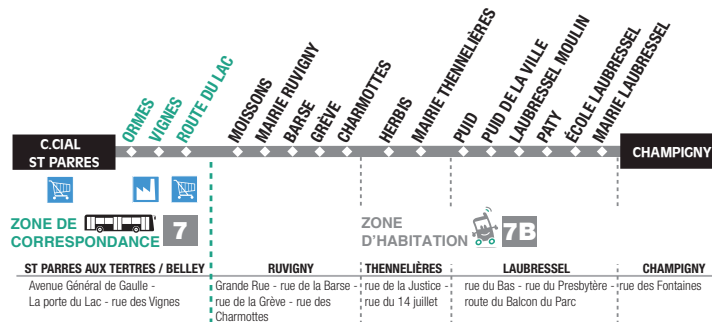 ORMES
VIGNES
ROUTE DU LAC
MOISSONS
MAIRIE RUVIGNY
BARSE
GRÈVE
CHARMOTTES
HERBIS
MAIRIE THENNELIÈRES
PUID
PUID DE LA VILLE
LAUBRESSEL MOULIN
PATY
ÉCOLE LAUBRESSEL
MAIRIE LAUBRESSEL
C.CIAL
ST PARRES
CHAMPIGNY
ZONE DE
CORRESPONDANCE 7
ZONE
D'HABITATION 7B
ST PARRES AUX TERTRES / BELLEY
Avenue Général de Gaulle -
La porte du Lac - rue des Vignes
RUVIGNY
Grande Rue - rue de la Barse -
rue de la Grève - rue des
Charmottes
THENNELIÈRES
rue de la Justice -
rue du 14 juillet
LAUBRESSEL
rue du Bas - rue du Presbytère -
route du Balcon du Parc
CHAMPIGNY
rue des Fontaines